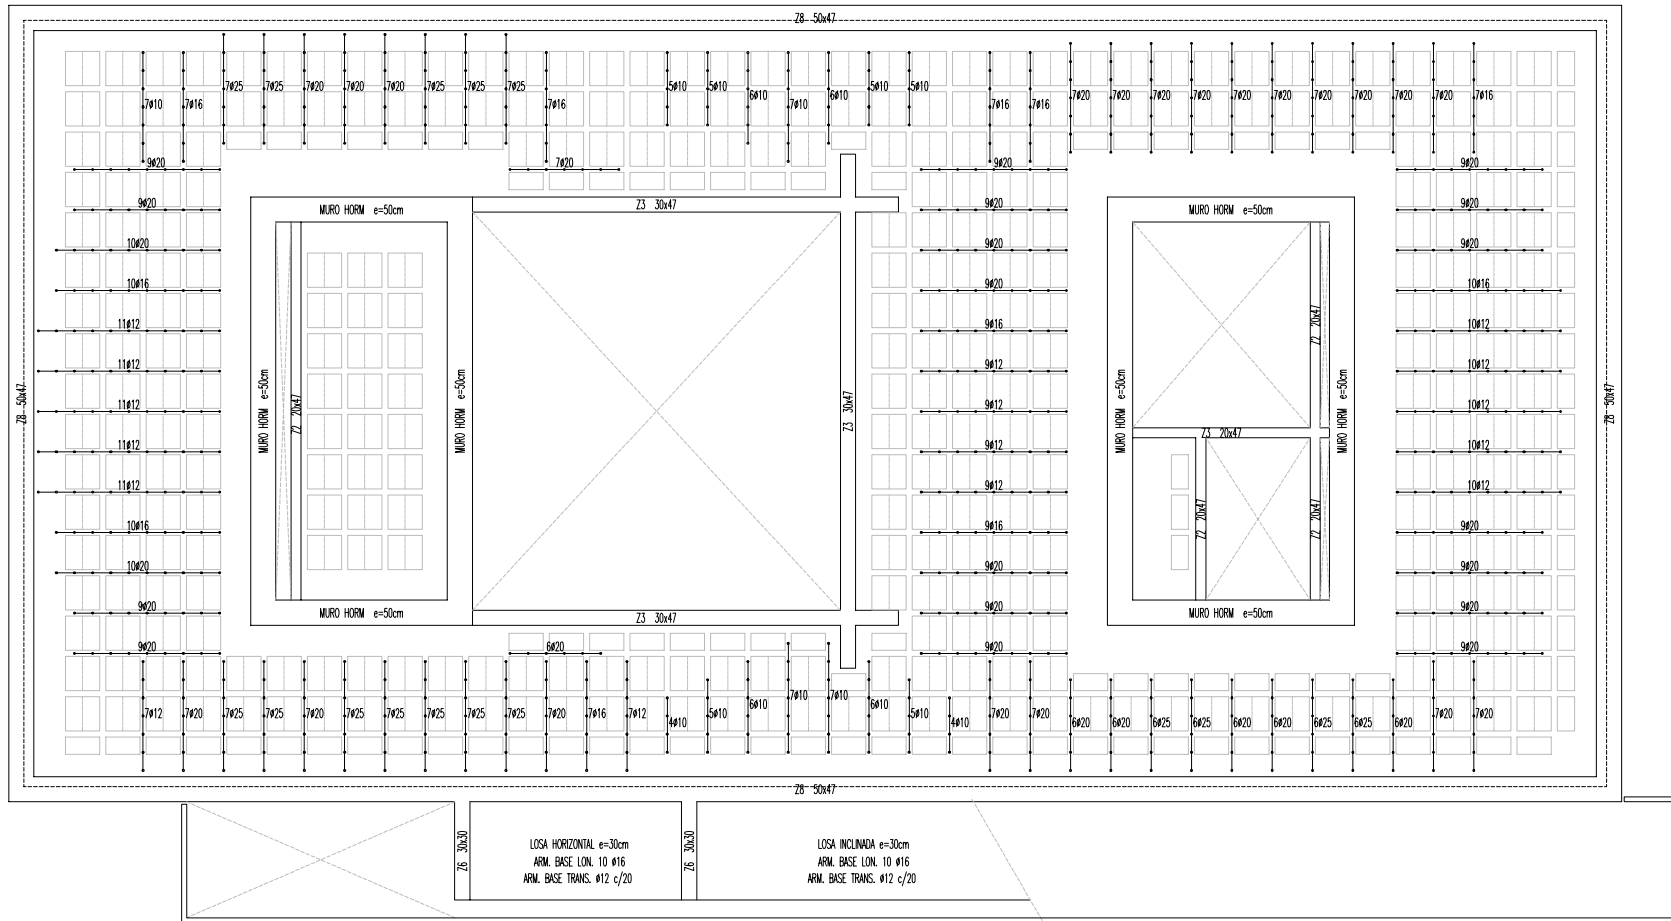 Z8 50x47
7ø10
7ø16
7ø25
7ø25
7ø20
7ø20
7ø20
7ø25
7ø25
7ø25
7ø16
5ø10
5ø10
6ø10
7ø10
6ø10
5ø10
5ø10
7ø16
7ø16
7ø20
7ø20
7ø20
7ø20
7ø20
7ø20
7ø20
7ø20
7ø20
7ø20
7ø16
9ø20
7ø20
9ø20
9ø20
9ø20
MURO HORM e=50cm
Z3 30x47
9ø20
MURO HORM e=50cm
9ø20
10ø20
9ø20
9ø20
10ø16
9ø20
10ø16
11ø12
9ø16
Z2 20x47
10ø12
11ø12
9ø12
10ø12
Z8 50x47
MURO HORM e=50cm
Z2 20x47
MURO HORM e=50cm
Z3 30x47
MURO HORM e=50cm
MURO HORM e=50cm
Z8 50x47
11ø12
9ø12
10ø12
Z3 20x47
11ø12
9ø12
10ø12
11ø12
9ø12
10ø12
Z2 20x47
Z2 20x47
10ø16
9ø16
9ø20
10ø20
9ø20
9ø20
9ø20
MURO HORM e=50cm
Z3 30x47
9ø20
MURO HORM e=50cm
9ø20
9ø20
6ø20
9ø20
9ø20
7ø12
7ø20
7ø25
7ø25
7ø20
7ø25
7ø25
7ø25
7ø25
7ø20
7ø16
7ø12
4ø10
5ø10
6ø10
7ø10
7ø10
6ø10
5ø10
4ø10
7ø20
7ø20
6ø20
6ø20
6ø25
6ø25
6ø20
6ø20
6ø25
6ø25
6ø20
7ø20
7ø20
Z8 50x47
Z6 30x30
LOSA HORIZONTAL e=30cm
ARM. BASE LON. 10 ø16
ARM. BASE TRANS. ø12 c/20
Z6 30x30
LOSA INCLINADA e=30cm
ARM. BASE LON. 10 ø16
ARM. BASE TRANS. ø12 c/20